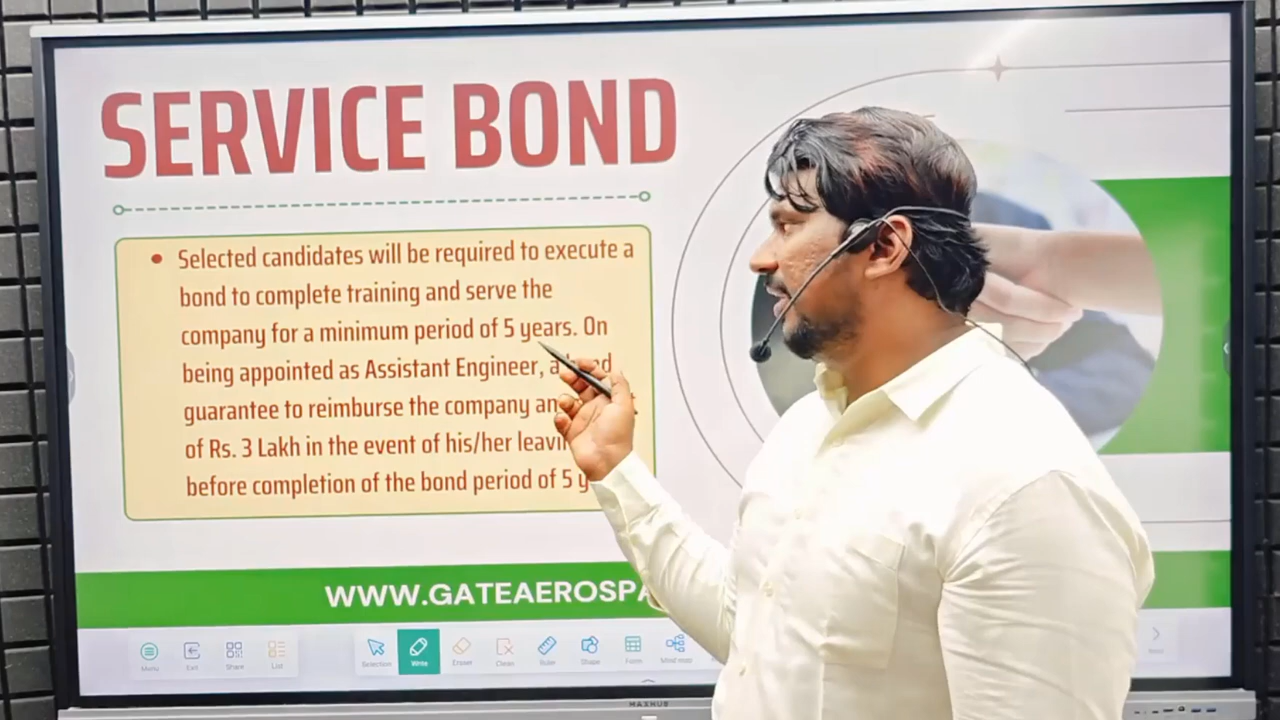 SERVICE BOND
• Selected candidates will be required to execute a
bond to complete training and serve the
company for a minimum period of 5 years. On
being appointed as Assistant Engineer, a
guarantee to reimburse the company
of Rs. 3 Lakh in the event of his/her
before completion of the bond period of 5
WWW.GATEAEROSPA
Menu Exit Share List Selection Write Eraser Clean Ruler Shape Form Mind map Next
MAXHUB